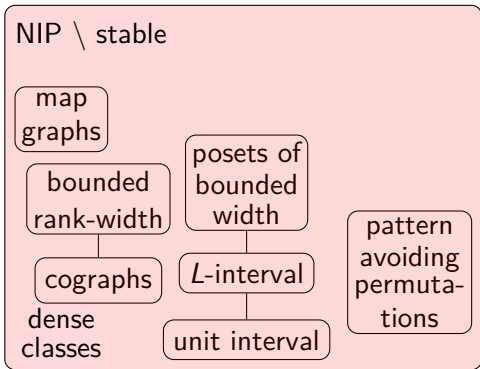 NIP \ stable
map
graphs
bounded
rank-width
cographs
dense
classes
posets of
bounded
width
L-interval
unit interval
pattern
avoiding
permuta-
tions